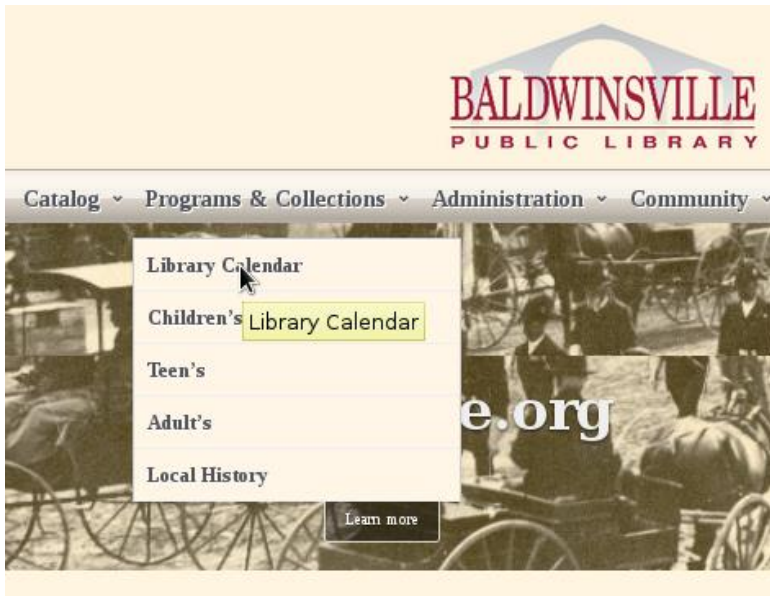 BALDWINSVILLE
PUBLIC LIBRARY
Catalog Programs & Collections Administration Community
Library Calendar
Children's
Library Calendar
Teen's
Adult's
e.org
Local History
Learn more